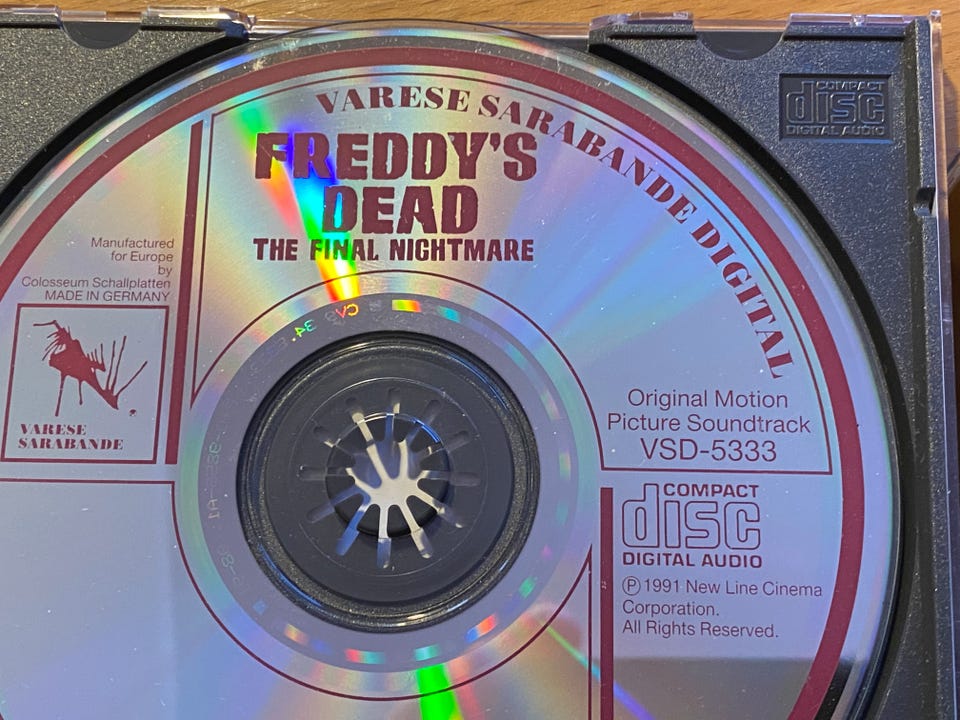 VARESE SARABANDE DIGITAL
FREDDY'S
DEAD
THE FINAL NIGHTMARE
COMPACT
disc
DIGITAL AUDIO
Manufactured
for Europe
by
Colosseum Schallplatten
MADE IN GERMANY
VARESE
SARABANDE
Original Motion
Picture Soundtrack
VSD-5333
COMPACT
disc
DIGITAL AUDIO
Ⓟ 1991 New Line Cinema
Corporation.
All Rights Reserved.